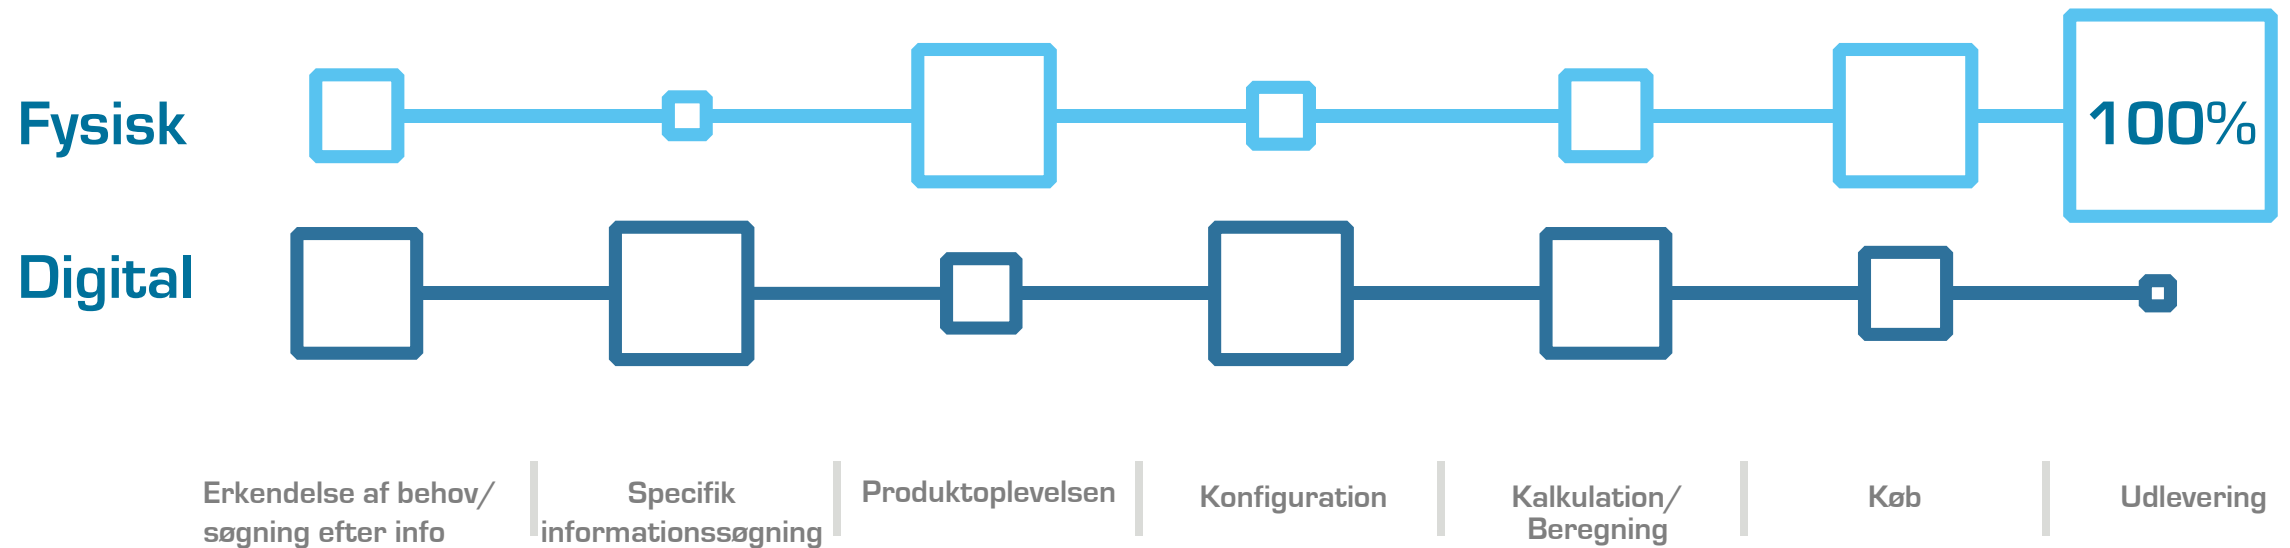 Fysisk
100%
Digital
Erkendelse af behov/
søgning efter info
Specifik
informationssøgning
Produktoplevelsen
Konfiguration
Kalkulation/
Beregning
Køb
Udlevering